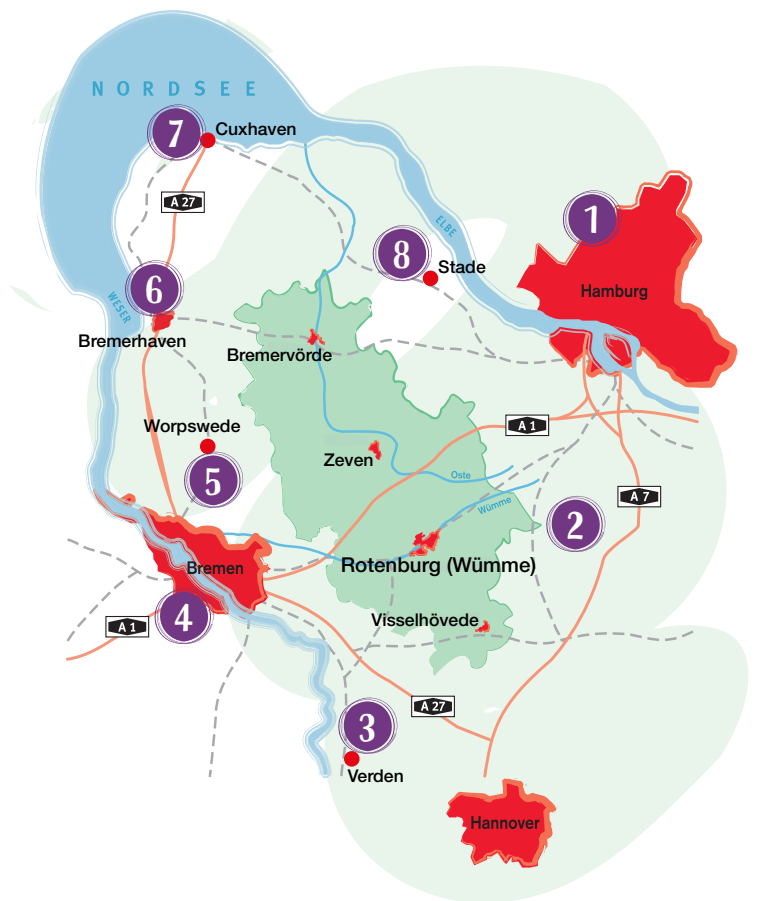 NORDSEE
7
Cuxhaven
A 27
1
ELBE
8
Stade
6
WESER
Hamburg
Bremerhaven
Bremervörde
Worpswede
A 1
Zeven
5
Oste
A 7
Wümme
2
Bremen
Rotenburg (Wümme)
4
A 1
Visselhövede
A 27
3
Verden
Hannover